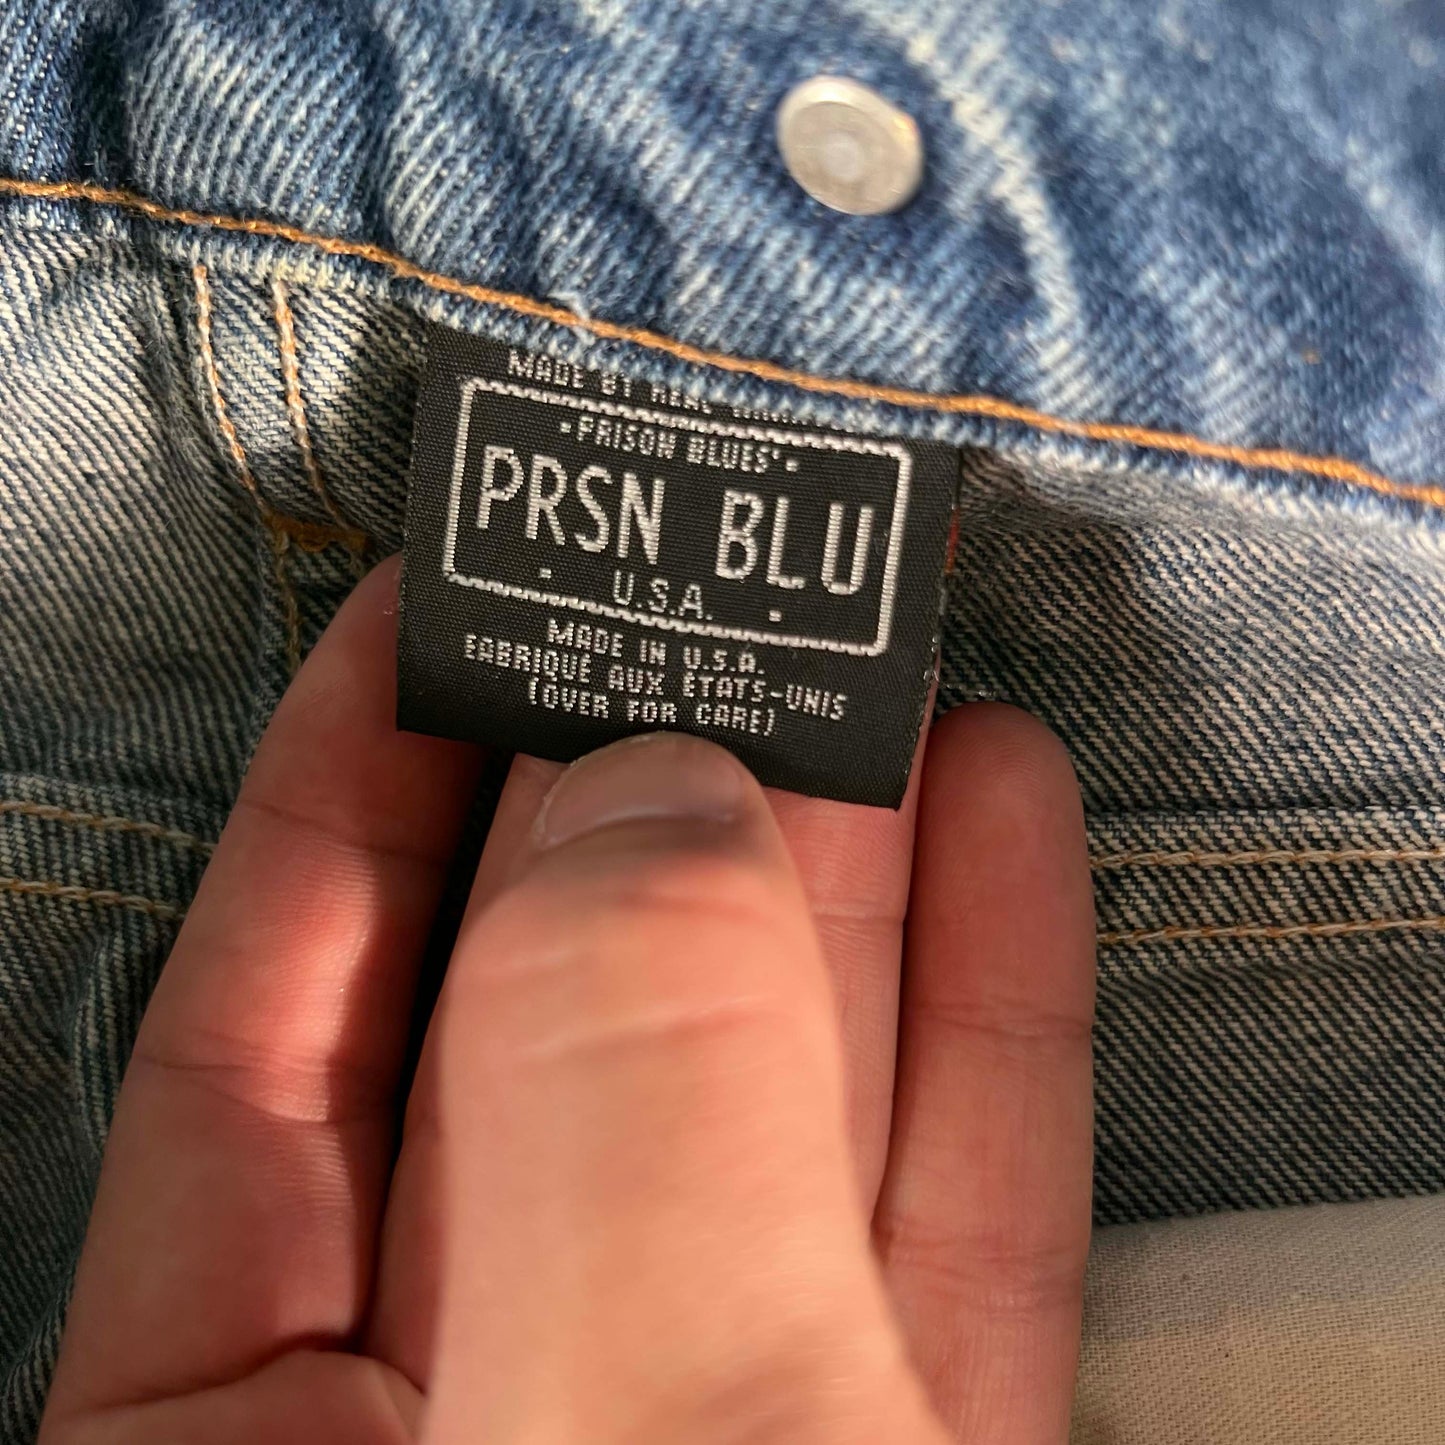 MADE BY REAL
·PRISON BLUES'·
PRSN BLU
· U.S.A. ·
MADE IN U.S.A.
FABRIQUÉ AUX ÉTATS-UNIS
(OVER FOR CARE)